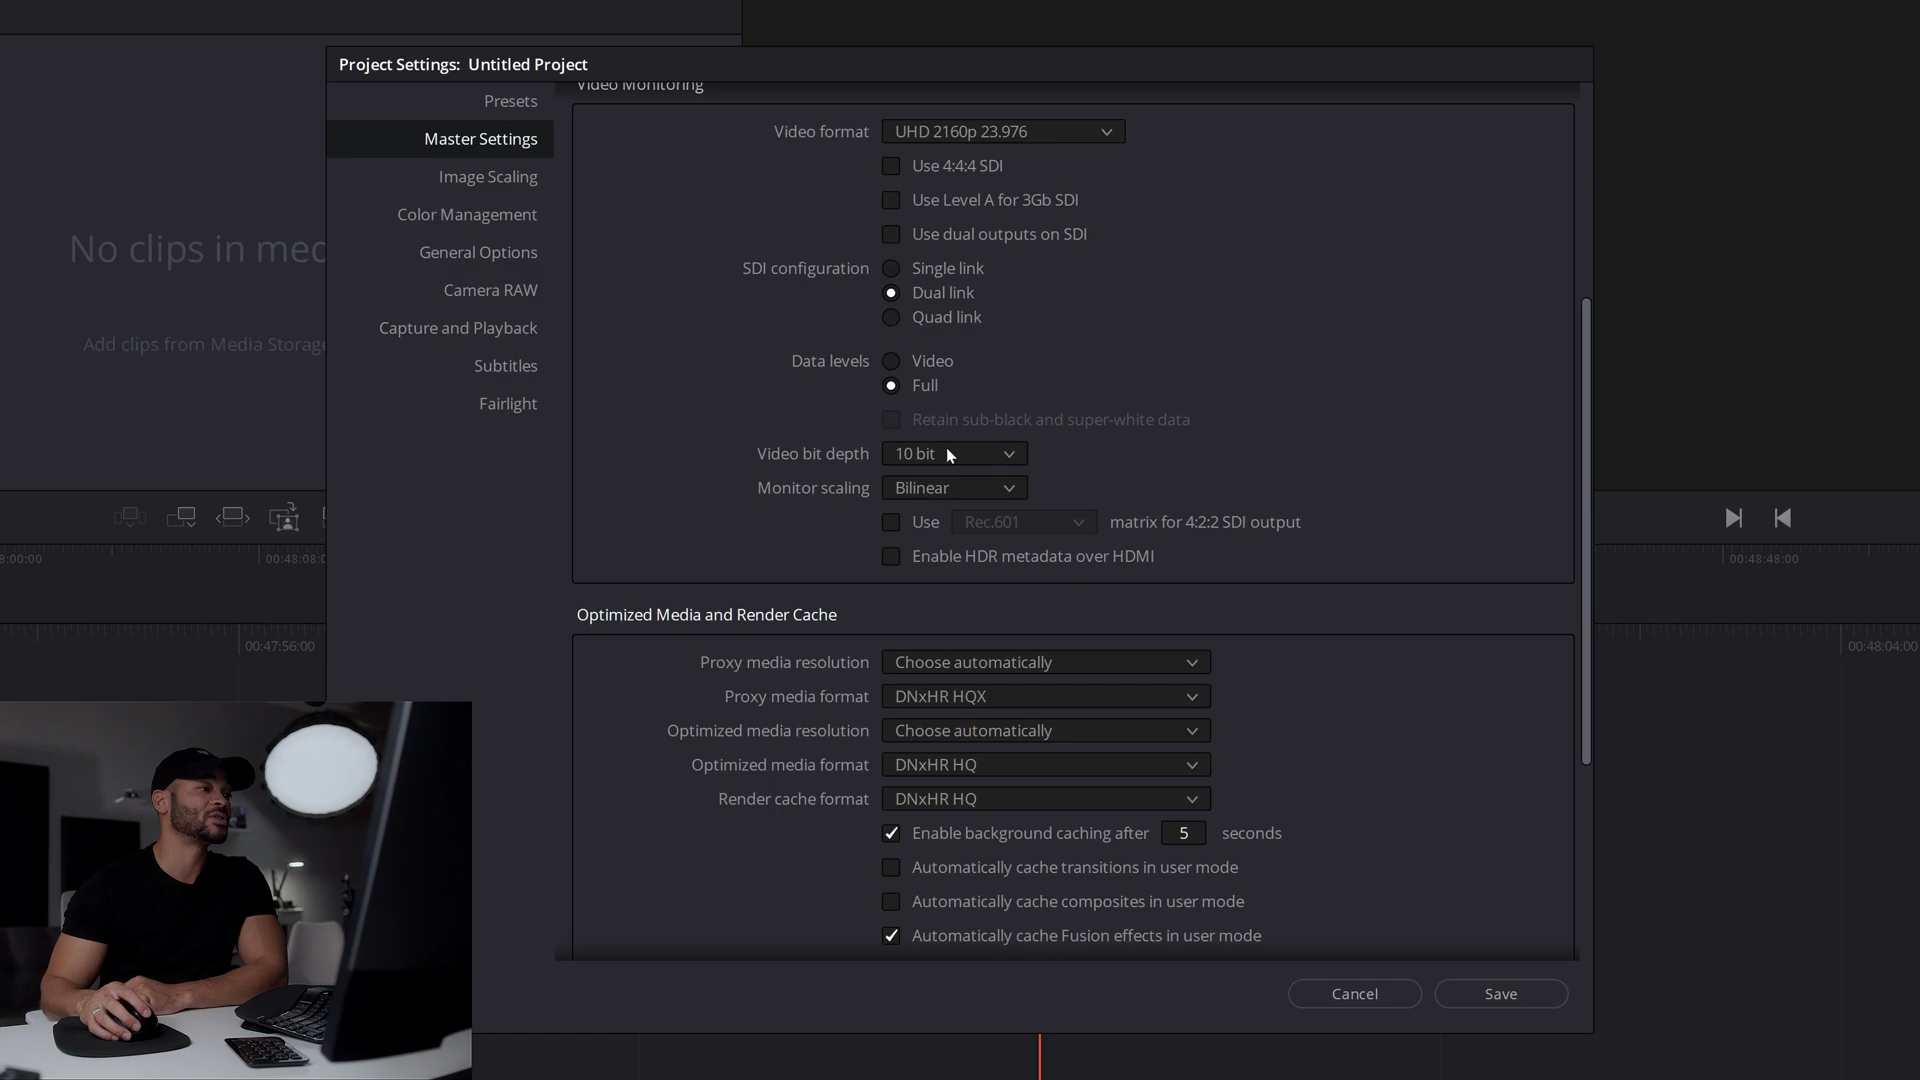 Project Settings: Untitled Project
Video Monitoring
Presets
Master Settings
Image Scaling
Color Management
General Options
Camera RAW
Capture and Playback
Subtitles
Fairlight
Video format UHD 2160p 23.976
Use 4:4:4 SDI
Use Level A for 3Gb SDI
Use dual outputs on SDI
SDI configuration Single link
Dual link
Quad link
Data levels Video
Full
Retain sub-black and super-white data
Video bit depth 10 bit
Monitor scaling Bilinear
Use Rec.601 matrix for 4:2:2 SDI output
Enable HDR metadata over HDMI
Optimized Media and Render Cache
Proxy media resolution Choose automatically
Proxy media format DNxHR HQX
Optimized media resolution Choose automatically
Optimized media format DNxHR HQ
Render cache format DNxHR HQ
Enable background caching after 5 seconds
Automatically cache transitions in user mode
Automatically cache composites in user mode
Automatically cache Fusion effects in user mode
Cancel Save
No clips in med
Add clips from Media Storage
8:00:00 00:48:08:0 00:48:48:00
00:47:56:00 00:48:04:00